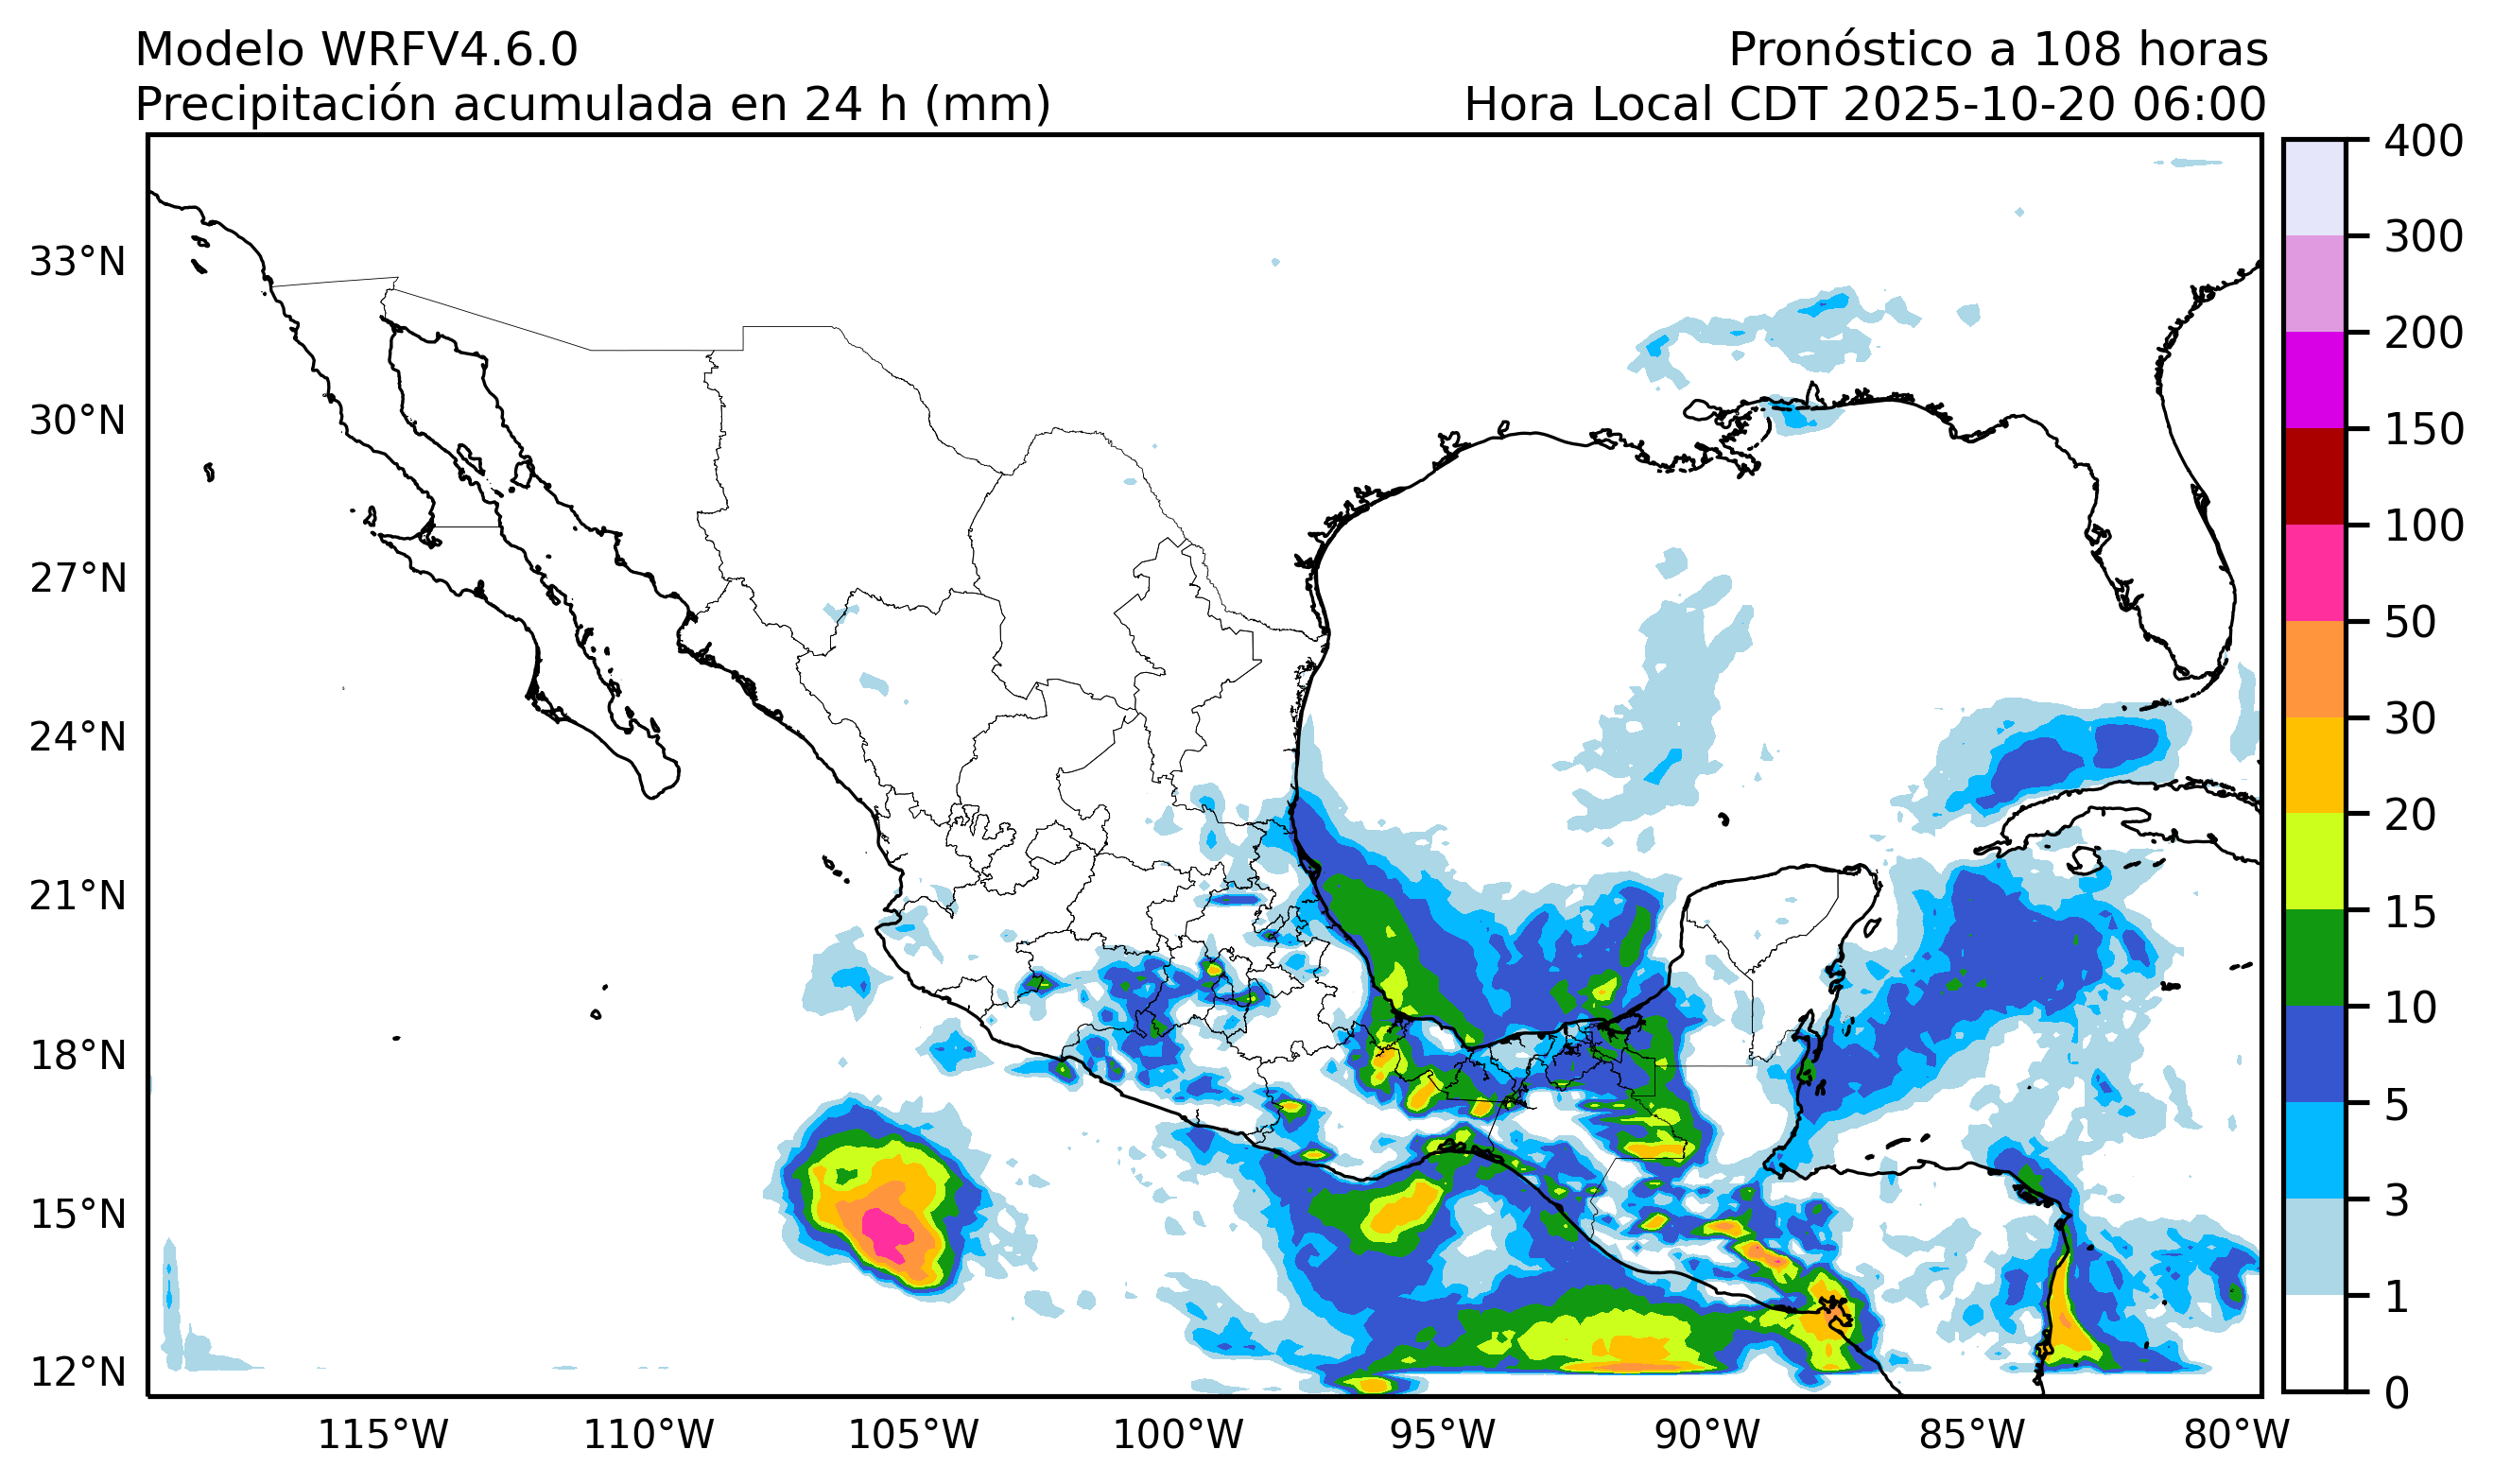 Modelo WRFV4.6.0
Pronóstico a 108 horas
Precipitación acumulada en 24 h (mm)
Hora Local CDT 2025-10-20 06:00
33°N
30°N
27°N
24°N
21°N
18°N
15°N
12°N
115°W
110°W
105°W
100°W
95°W
90°W
85°W
80°W
400
300
200
150
100
50
30
20
15
10
5
3
1
0